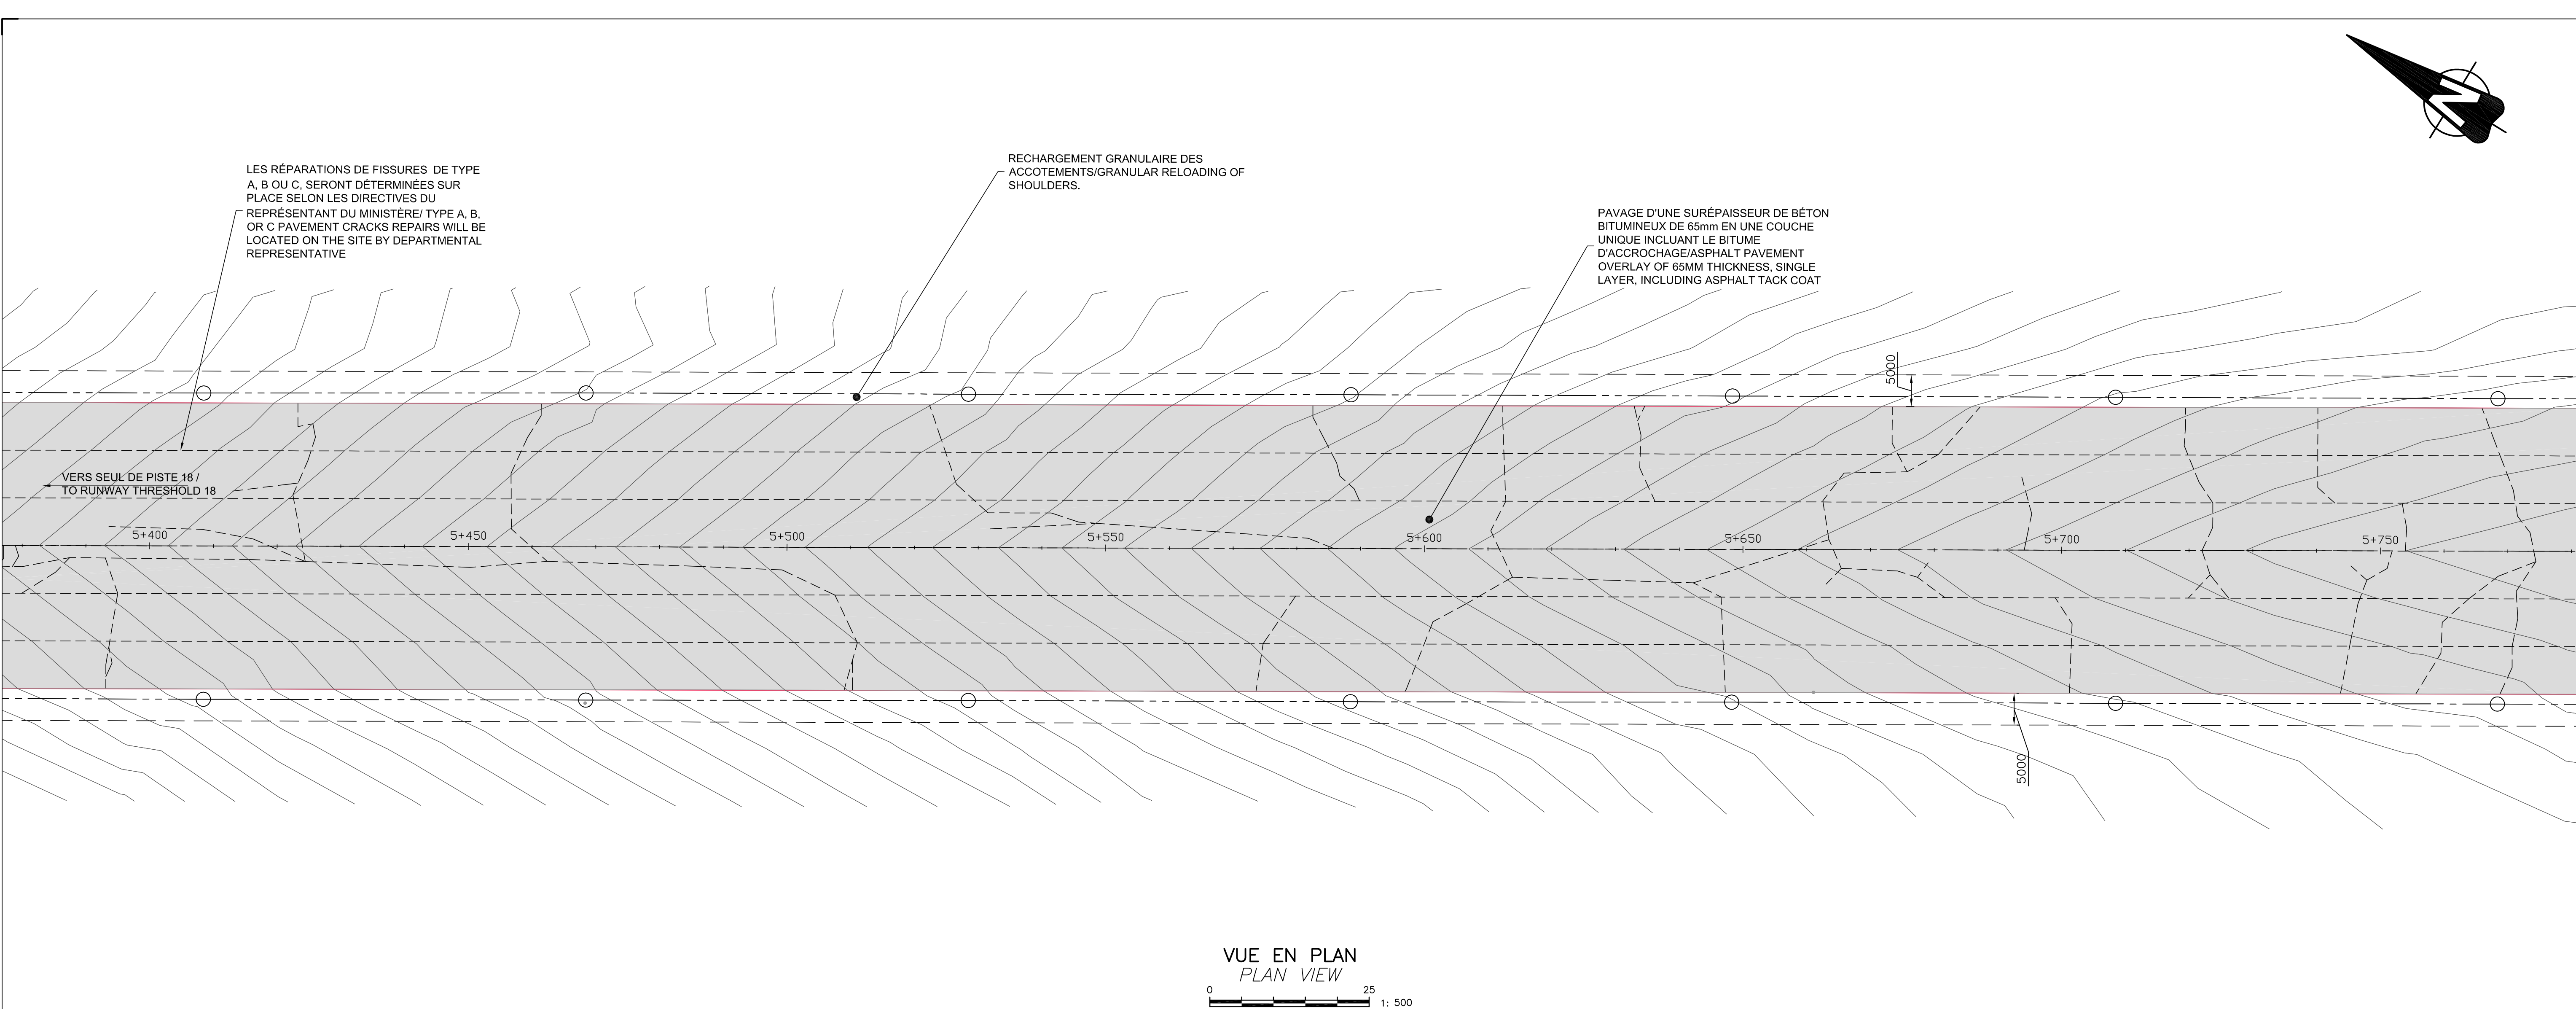 N
LES RÉPARATIONS DE FISSURES DE TYPE
A, B OU C, SERONT DÉTERMINÉES SUR
PLACE SELON LES DIRECTIVES DU
REPRÉSENTANT DU MINISTÈRE/ TYPE A, B,
OR C PAVEMENT CRACKS REPAIRS WILL BE
LOCATED ON THE SITE BY DEPARTMENTAL
REPRESENTATIVE
RECHARGEMENT GRANULAIRE DES
ACCOTEMENTS/GRANULAR RELOADING OF
SHOULDERS.
PAVAGE D'UNE SURÉPAISSEUR DE BÉTON
BITUMINEUX DE 65mm EN UNE COUCHE
UNIQUE INCLUANT LE BITUME
D'ACCROCHAGE/ASPHALT PAVEMENT
OVERLAY OF 65MM THICKNESS, SINGLE
LAYER, INCLUDING ASPHALT TACK COAT
5000
VERS SEUL DE PISTE 18 /
TO RUNWAY THRESHOLD 18
5+400
5+450
5+500
5+550
5+600
5+650
5+700
5+750
5000
VUE EN PLAN
PLAN VIEW
0 25
1: 500